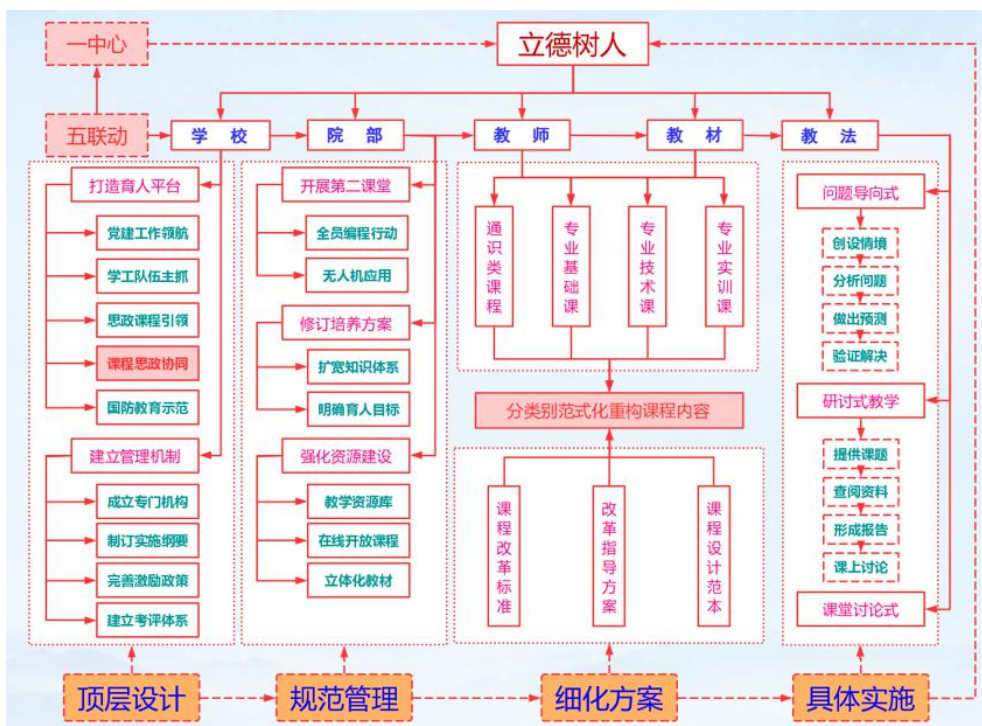 一中心
立德树人
五联动
学校
院部
教师
教材
教法
打造育人平台
党建工作领航
学工队伍主抓
思政课程引领
课程思政协同
国防教育示范
建立管理机制
成立专门机构
制订实施纲要
完善激励政策
建立考评体系
开展第二课堂
全员编程行动
无人机应用
修订培养方案
扩宽知识体系
明确育人目标
强化资源建设
教学资源库
在线开放课程
立体化教材
通识类课程
专业基础课
专业技术课
专业实训课
分类别范式化重构课程内容
课程改革标准
改革指导方案
课程设计范本
问题导向式
创设情境
分析问题
做出预测
验证解决
研讨式教学
提供课题
查阅资料
形成报告
课上讨论
课堂讨论式
顶层设计
规范管理
细化方案
具体实施